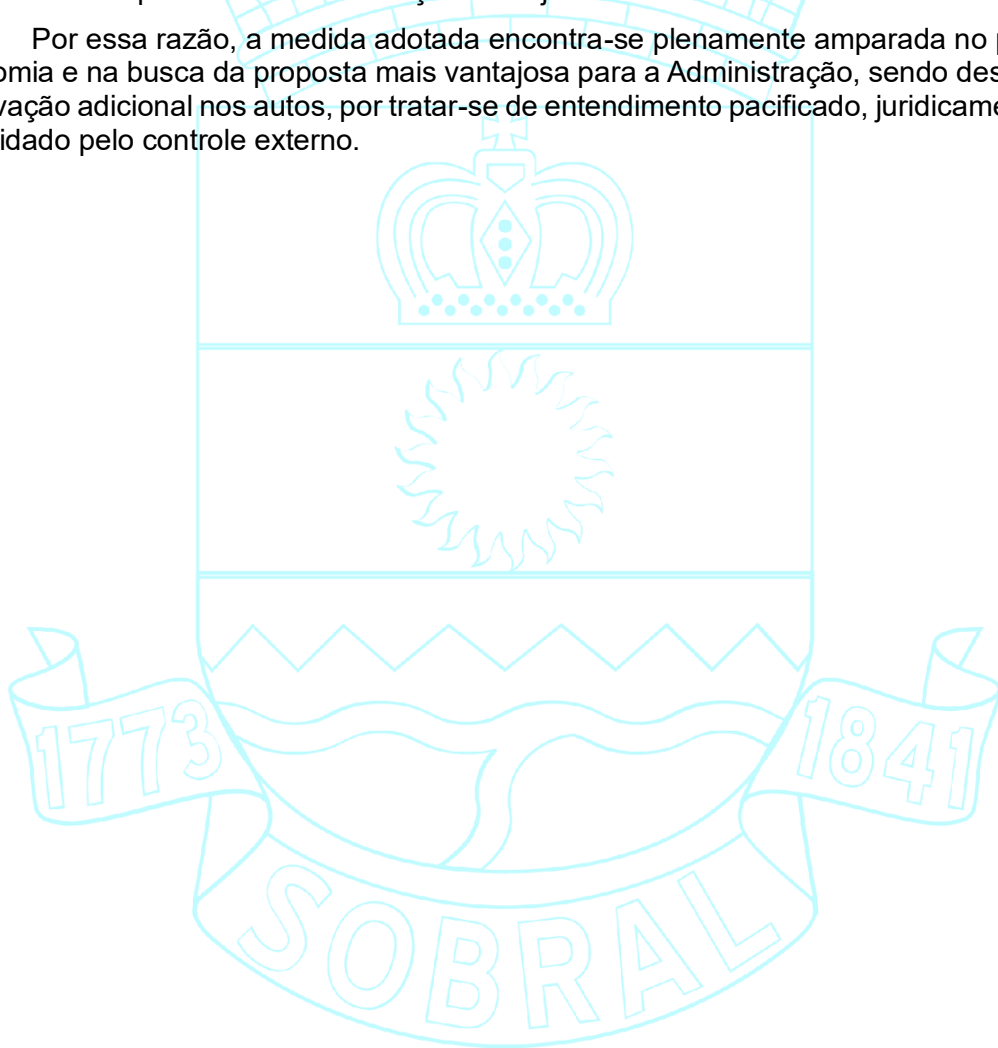 Por essa razão, a medida adotada encontra-se plenamente amparada no
omia e na busca da proposta mais vantajosa para a Administração, sendo des
vação adicional nos autos, por tratar-se de entendimento pacificado, juridicame
idado pelo controle externo.
1773
1841
SOBRAL